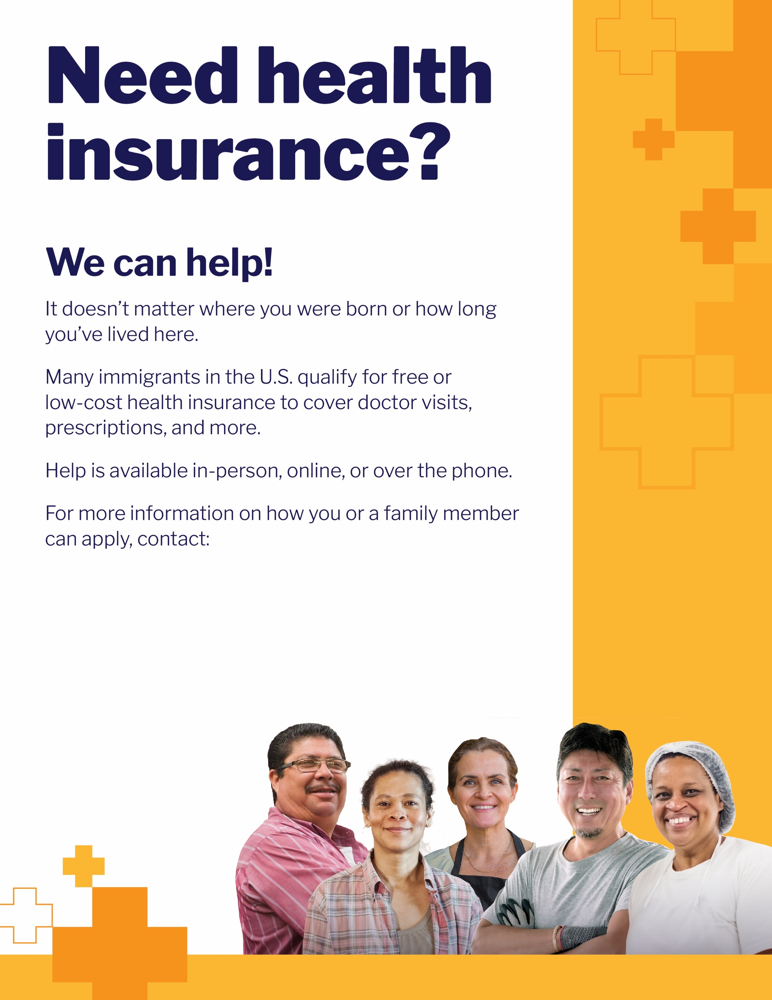 Need health
insurance?
We can help!
It doesn’t matter where you were born or how long
you’ve lived here.
Many immigrants in the U.S. qualify for free or
low-cost health insurance to cover doctor visits,
prescriptions, and more.
Help is available in-person, online, or over the phone.
For more information on how you or a family member
can apply, contact: